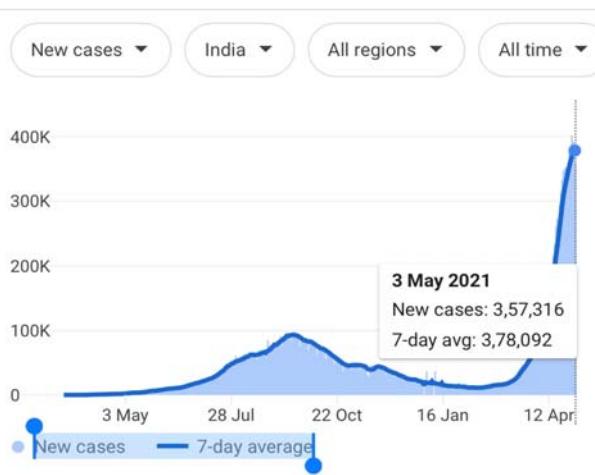 New cases India All regions All time
400K
300K
200K
100K
0
3 May 2021
New cases: 3,57,316
7-day avg: 3,78,092
3 May 28 Jul 22 Oct 16 Jan 12 Apr
New cases 7-day average